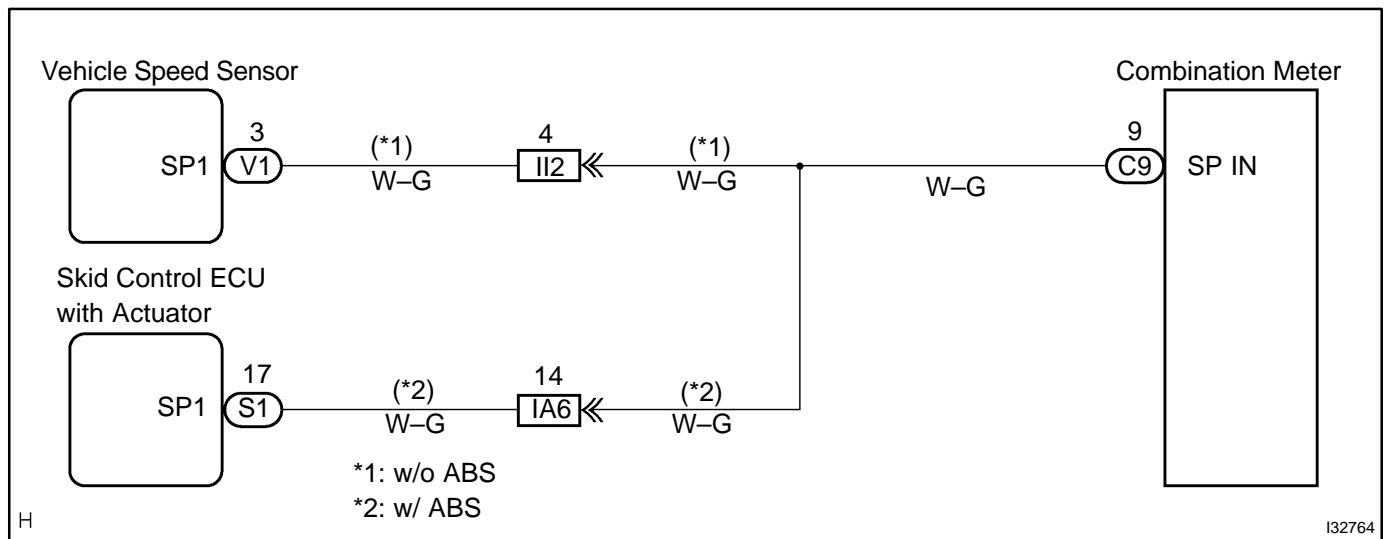 Vehicle Speed Sensor
Combination Meter
3
(*1)
4
(*1)
9
SP1
V1
II2
C9
SP IN
W–G
W–G
W–G
Skid Control ECU
with Actuator
17
(*2)
14
(*2)
SP1
S1
IA6
W–G
W–G
*1: w/o ABS
*2: w/ ABS
H
I32764